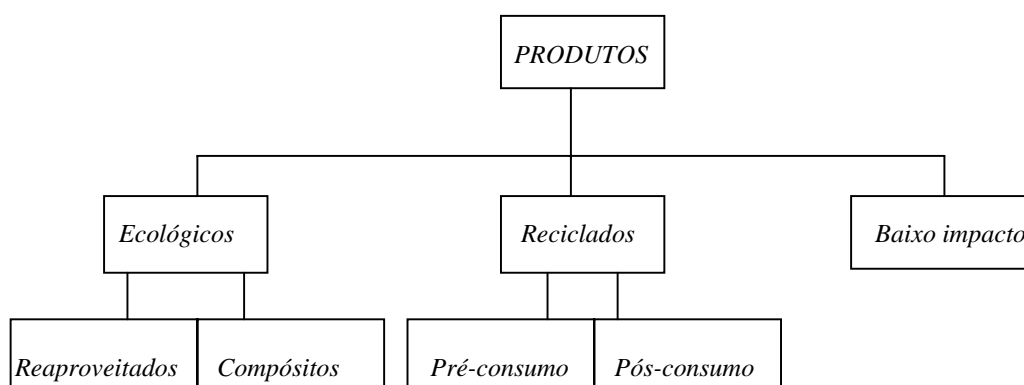 PRODUTOS
Ecológicos
Reciclados
Baixo impacto
Reaproveitados
Compósitos
Pré-consumo
Pós-consumo